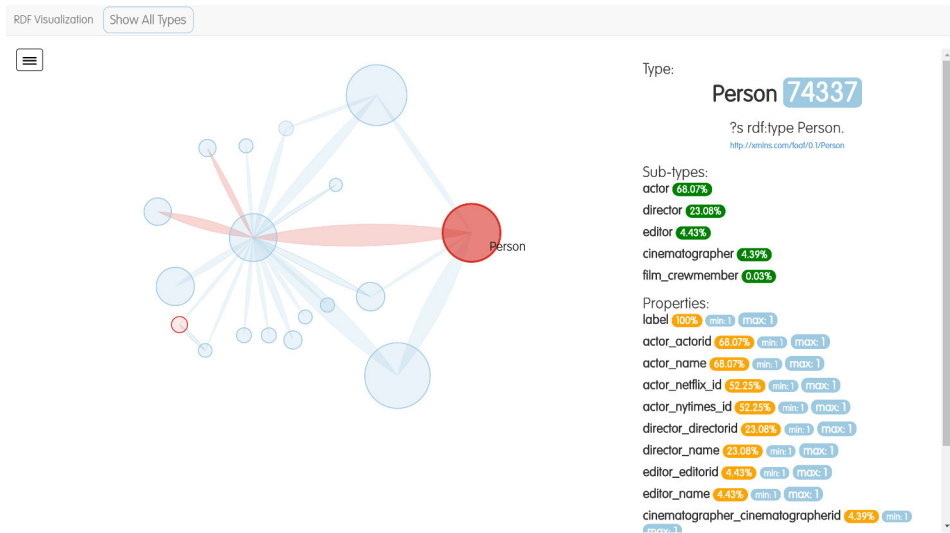 RDF Visualization Show All Types
Type:
Person 74337
?s rdf:type Person.
http://xmlns.com/foaf/0.1/Person
Sub-types:
actor 68.07%
director 23.08%
editor 4.43%
cinematographer 4.39%
film_crewmember 0.03%
Person
Properties:
label 100% min: 1 max: 1
actor_actorid 68.07% min: 1 max: 1
actor_name 68.07% min: 1 max: 1
actor_netflix_id 52.25% min: 1 max: 1
actor_nytimes_id 52.25% min: 1 max: 1
director_directorid 23.08% min: 1 max: 1
director_name 23.08% min: 1 max: 1
editor_editorid 4.43% min: 1 max: 1
editor_name 4.43% min: 1 max: 1
cinematographer_cinematographerid 4.39% min: 1
max: 1